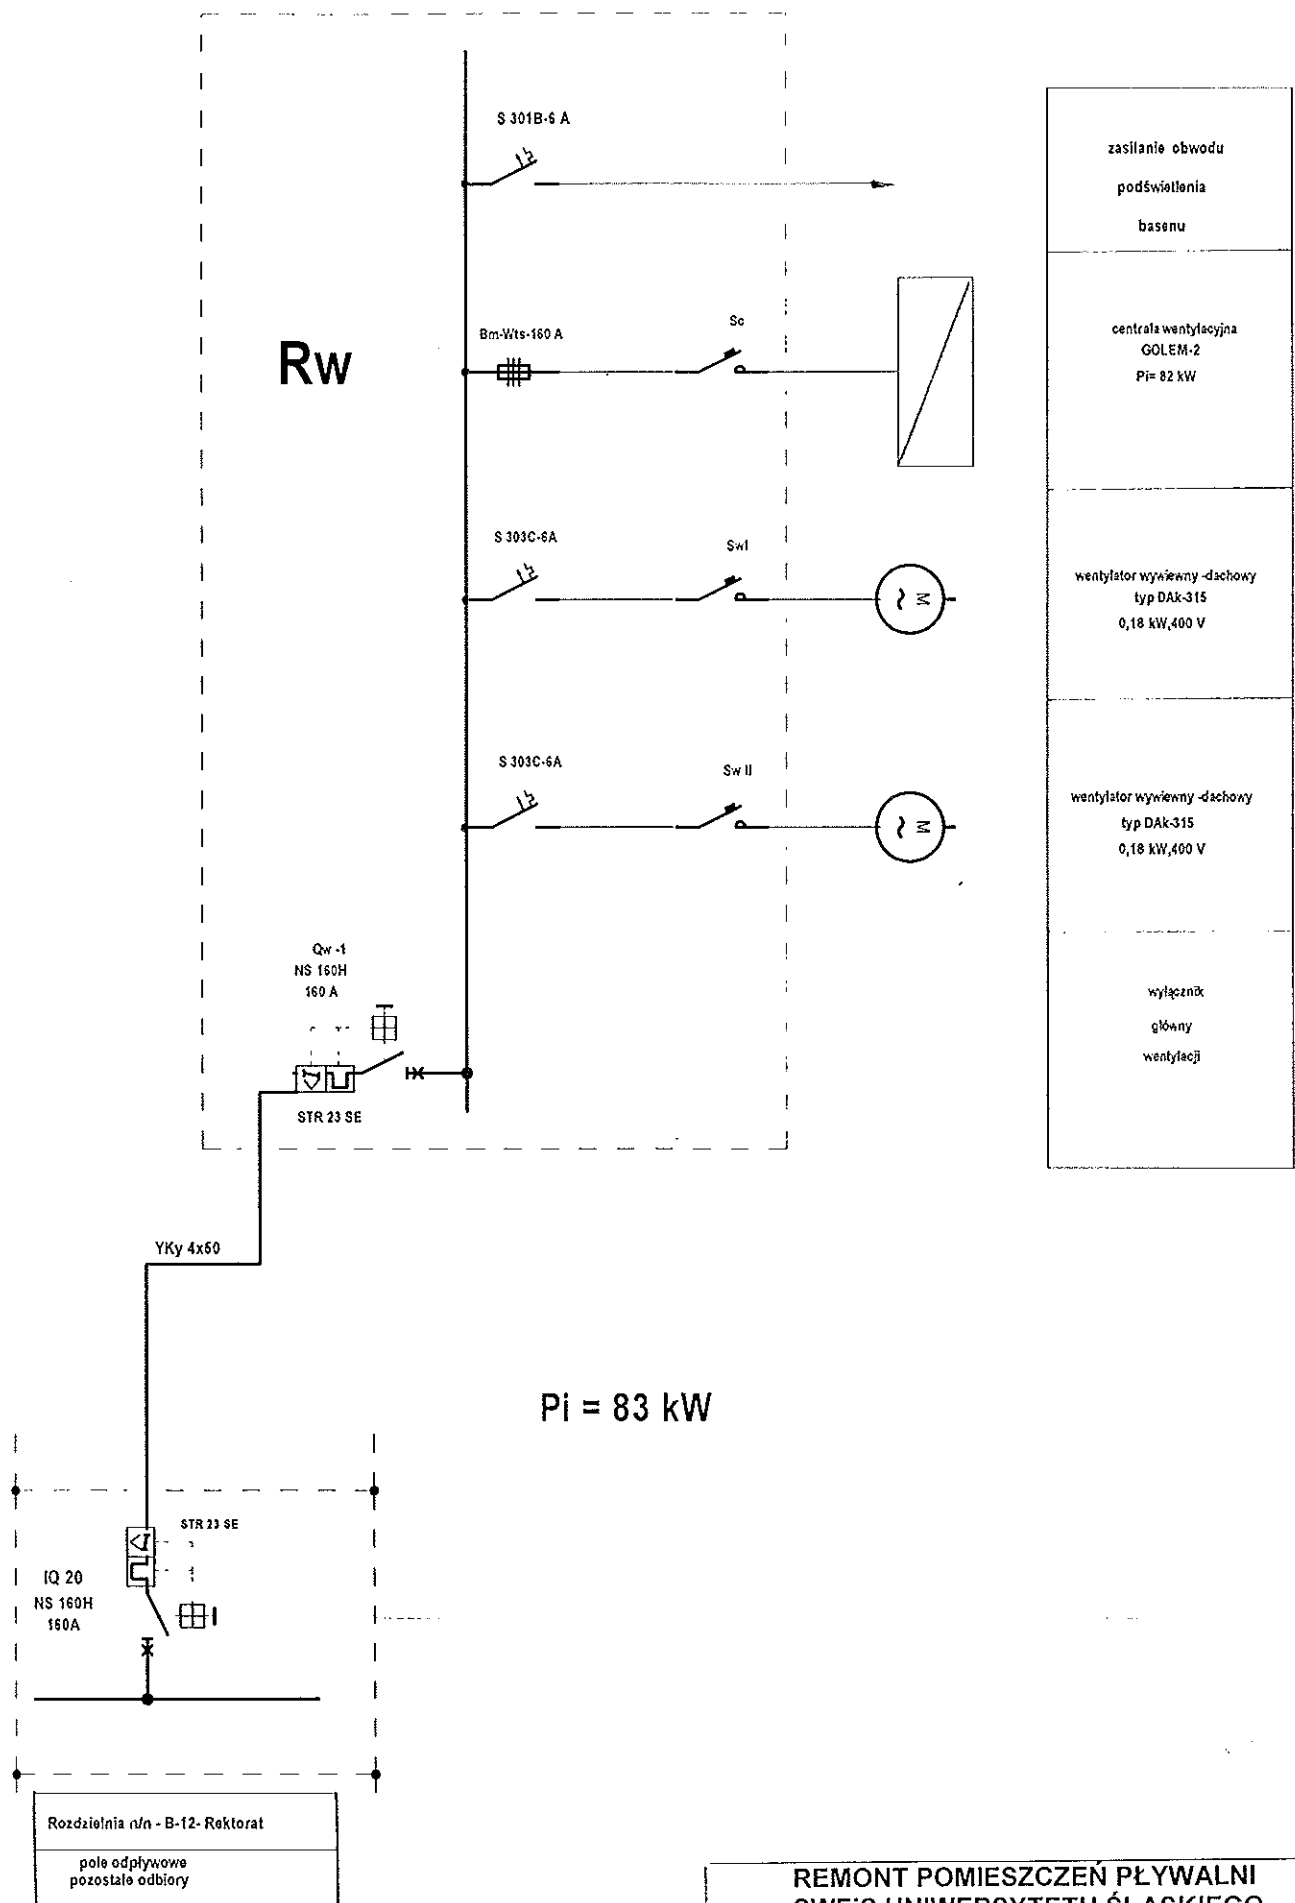 S 301B-6 A
zasilanie obwodu
podświetlenia
basenu
Rw
Bm-Wts-160 A
Sc
centrala wentylacyjna
GOLEM-2
Pi= 82 kW
S 303C-6A
SwI
M
wentylator wywiewny -dachowy
typ DAk-315
0,18 kW,400 V
S 303C-6A
Sw II
M
wentylator wywiewny -dachowy
typ DAk-315
0,18 kW,400 V
Qw -1
NS 160H
160 A
STR 23 SE
wyłącznik
główny
wentylacji
YKy 4x50
Pi = 83 kW
STR 23 SE
IQ 20
NS 160H
160A
Rozdzielnia n/n - B-12- Rektorat
pole odpływowe
pozostałe odbiory
REMONT POMIESZCZEŃ PŁYWALNI
UNIWERSYTETU ŚLĄSKIEGO